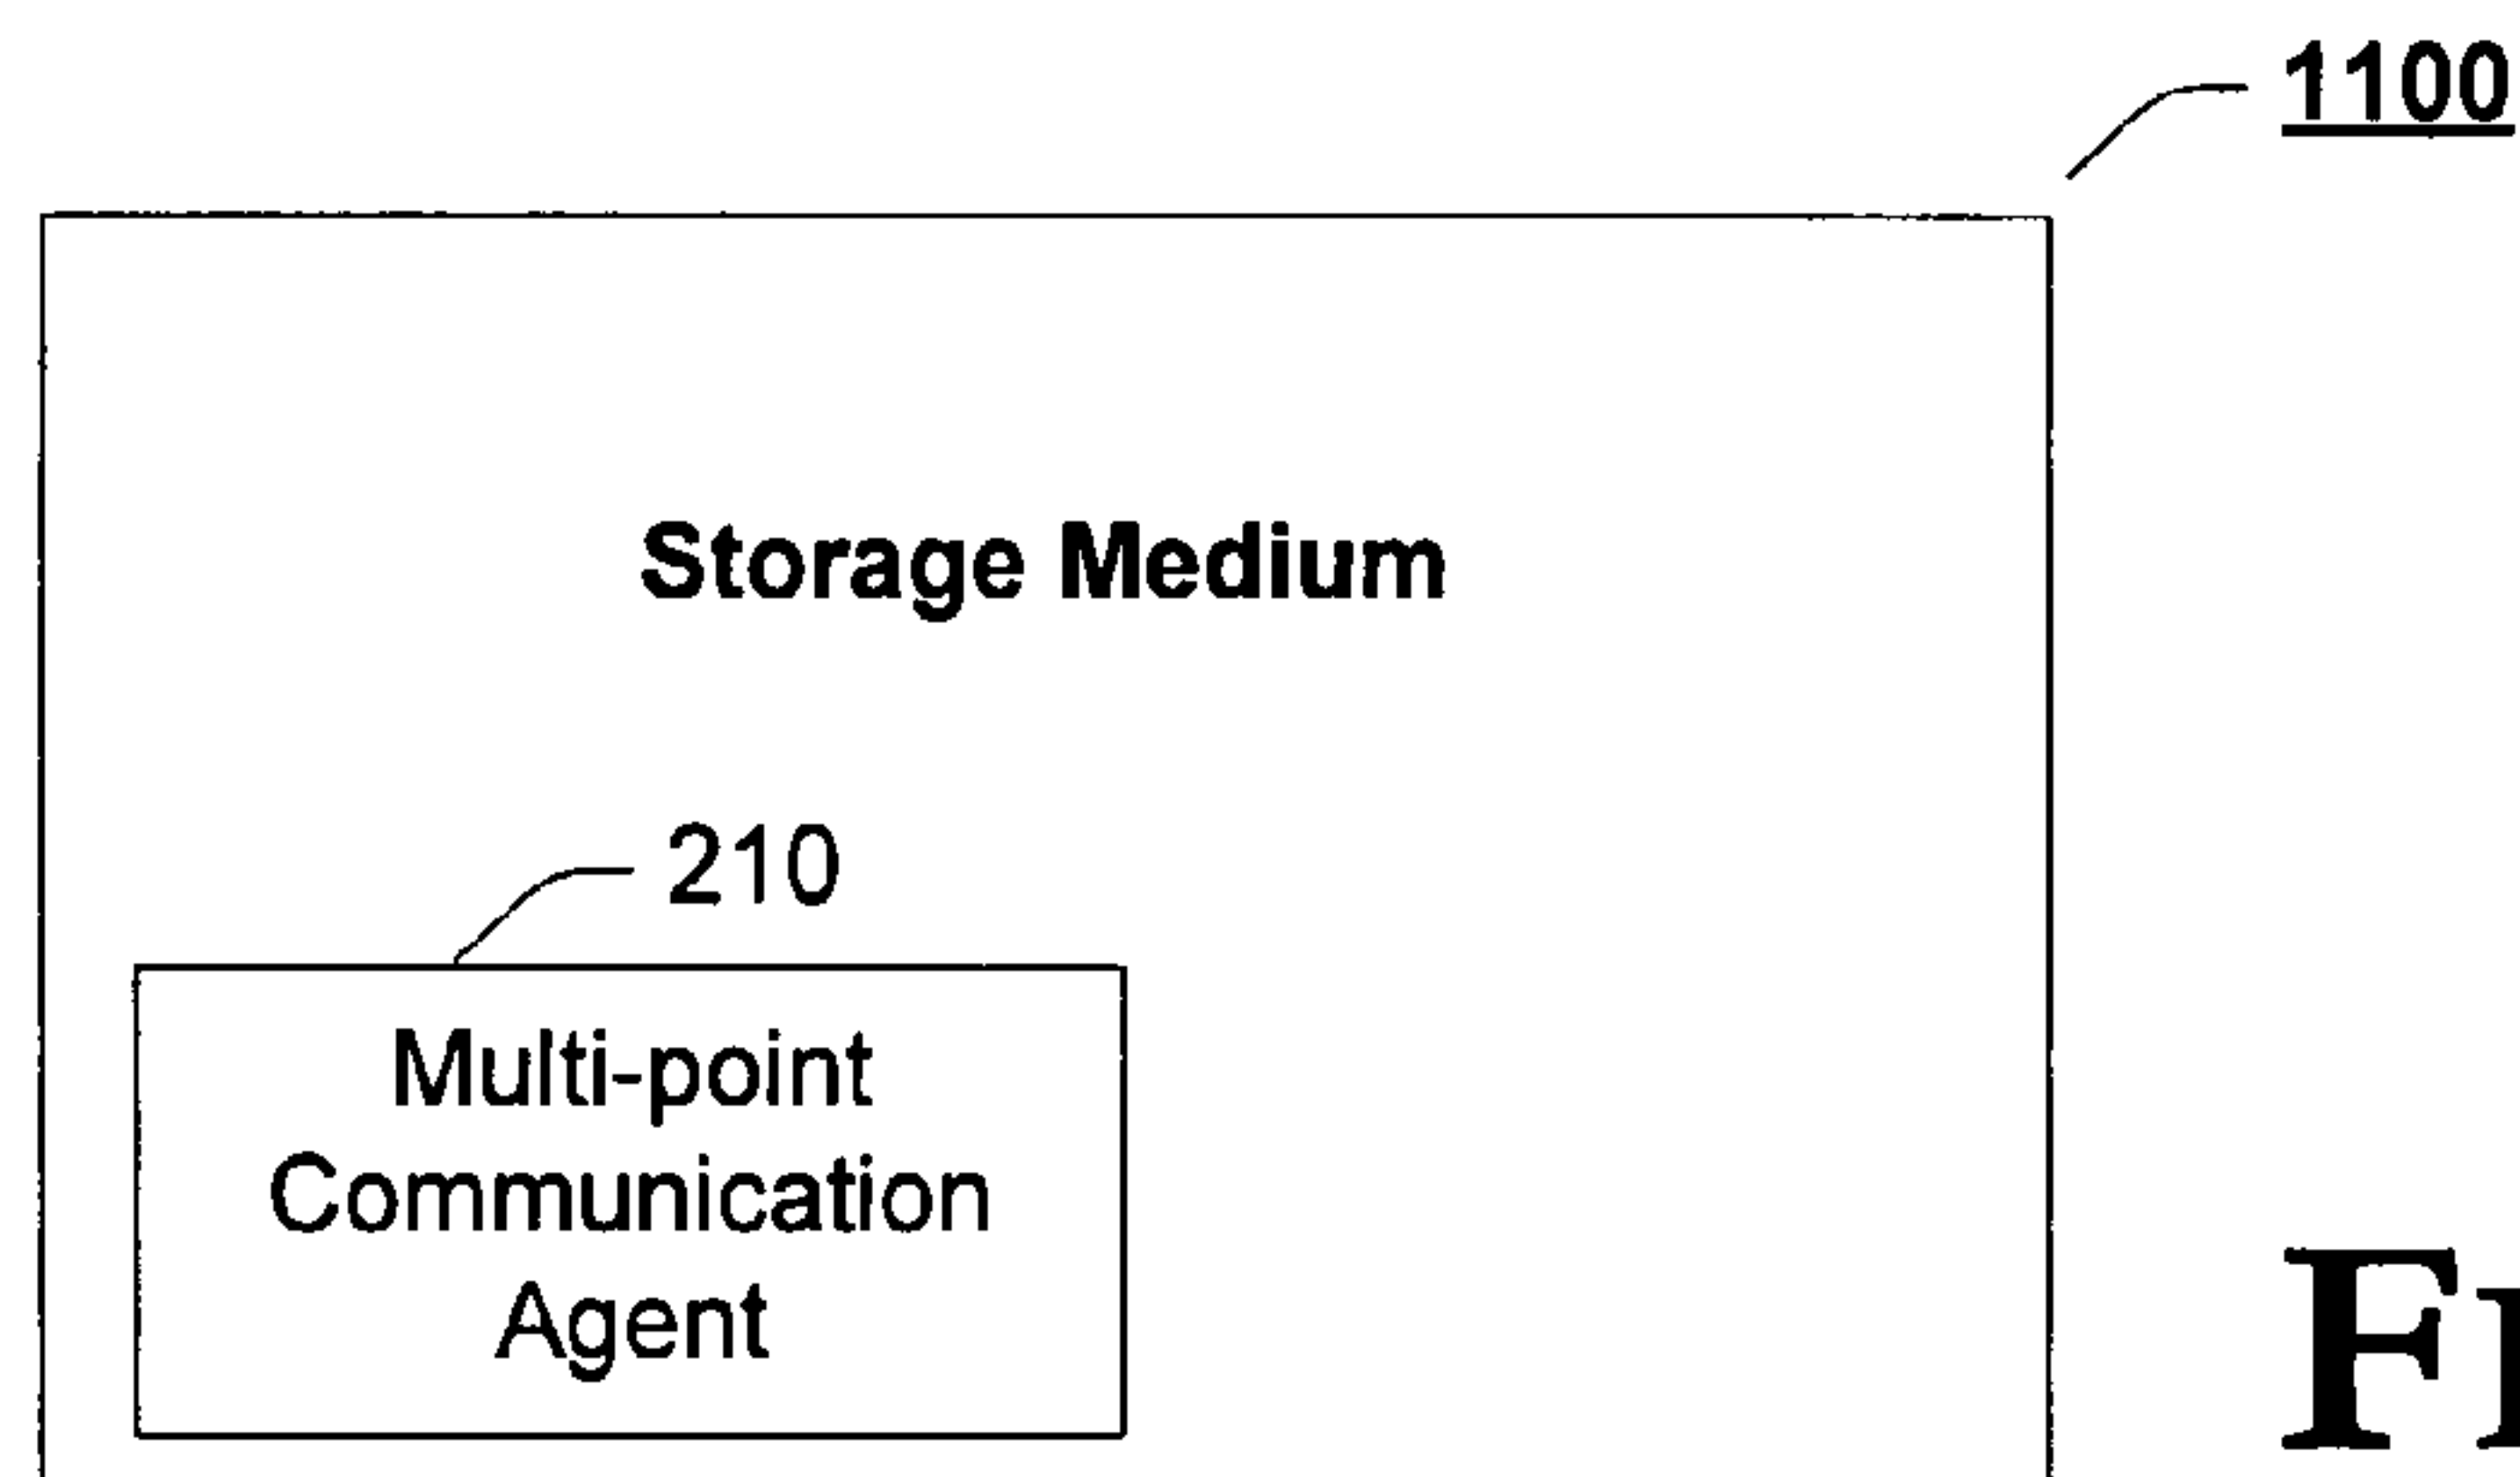 1100
Storage Medium
210
Multi-point
Communication
Agent